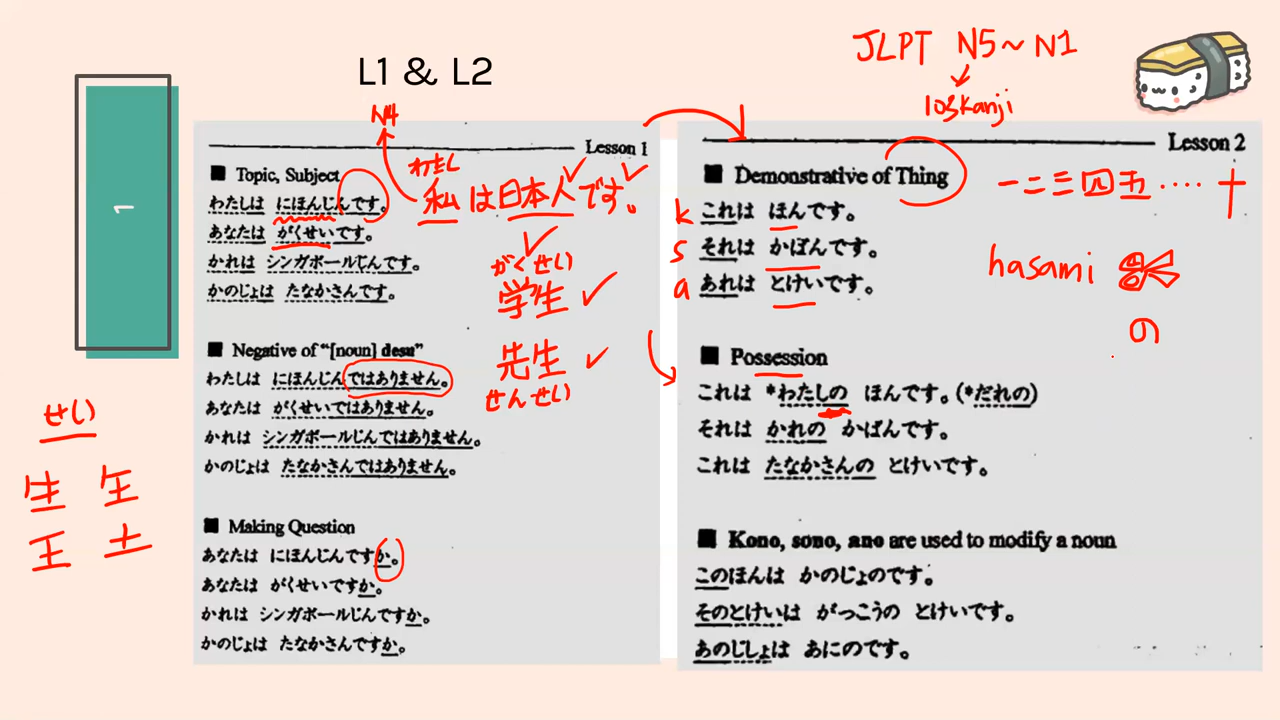 L1 & L2
JLPT N5~N1
103 Kanji
N4
1
Lesson 1
Topic, Subject
わたしは にほんじんです。
あなたは がくせいです。
かれは シンガポールじんです。
かのじょは たなかさんです。
わたし
私は日本人です。
がくせい
学生
先生
せんせい
Negative of "[noun] desu"
わたしは にほんじんではありません。
あなたは がくせいではありません。
かれは シンガポールじんではありません。
かのじょは たなかさんではありません。
せい
生
王 土
Making Question
あなたは にほんじんですか。
あなたは がくせいですか。
かれは シンガポールじんですか。
かのじょは たなかさんですか。
Lesson 2
Demonstrative of Thing
k これは ほんです。
s それは かばんです。
a あれは とけいです。
一二三四五....十
hasami
の
Possession
これは *わたしの ほんです。(*だれの)
それは かれの かばんです。
これは たなかさんの とけいです。
Kono, sono, ano are used to modify a noun
このほんは かのじょのです。
そのとけいは がっこうの とけいです。
あのじしょは あにのです。